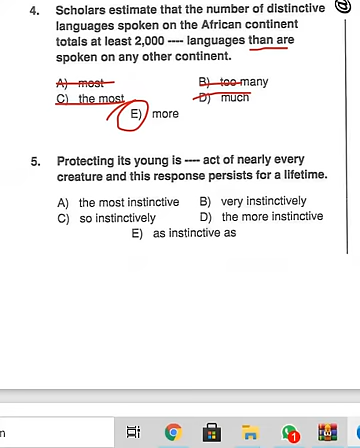 4. Scholars estimate that the number of distinctive
languages spoken on the African continent
totals at least 2,000 ---- languages than are
spoken on any other continent.
A) most B) too many
C) the most D) much
E) more
5. Protecting its young is ---- act of nearly every
creature and this response persists for a lifetime.
A) the most instinctive B) very instinctively
C) so instinctively D) the more instinctive
E) as instinctive as
n
1